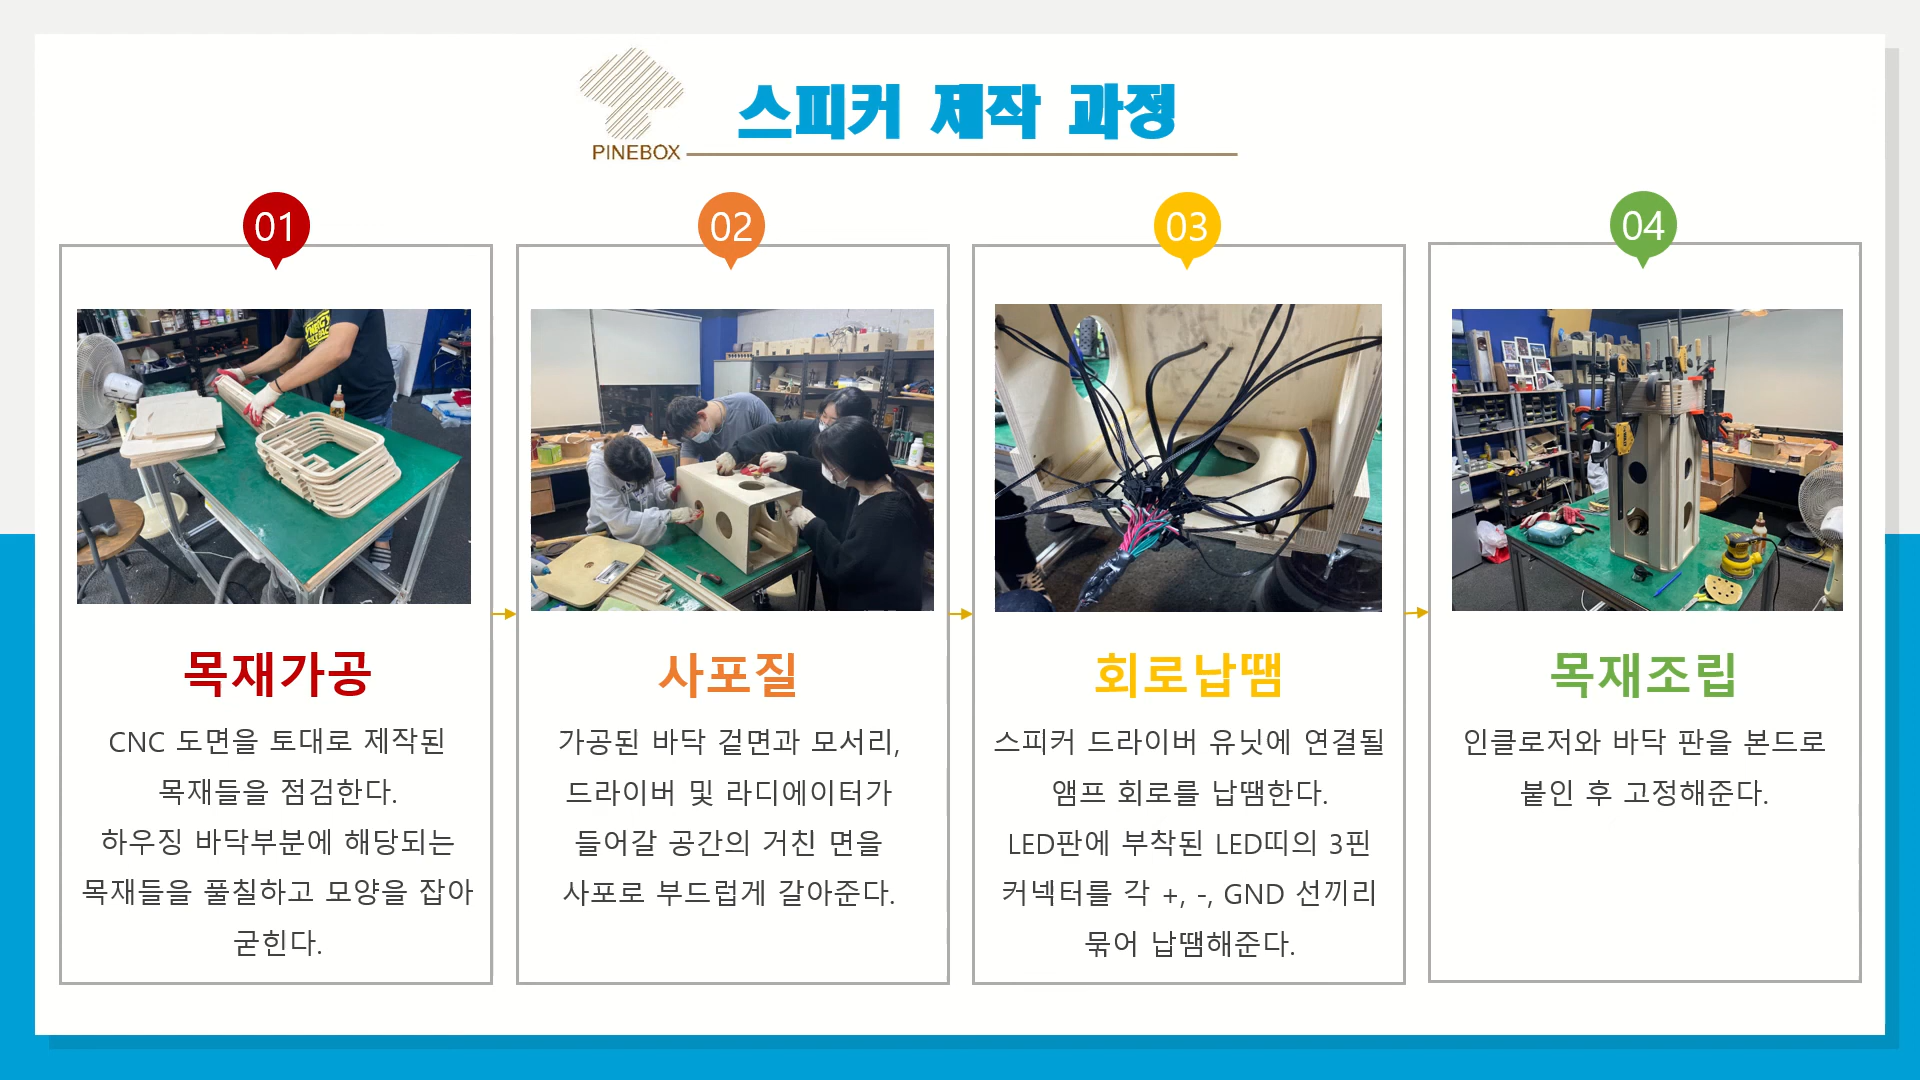 PINEBOX
스피커 제작 과정
01
목재가공
CNC 도면을 토대로 제작된
목재들을 점검한다.
하우징 바닥부분에 해당되는
목재들을 풀칠하고 모양을 잡아
굳힌다.
02
사포질
가공된 바닥 겉면과 모서리,
드라이버 및 라디에이터가
들어갈 공간의 거친 면을
사포로 부드럽게 갈아준다.
03
회로납땜
스피커 드라이버 유닛에 연결될
앰프 회로를 납땜한다.
LED판에 부착된 LED띠의 3핀
커넥터를 각 +, -, GND 선끼리
묶어 납땜해준다.
04
목재조립
인클로저와 바닥 판을 본드로
붙인 후 고정해준다.